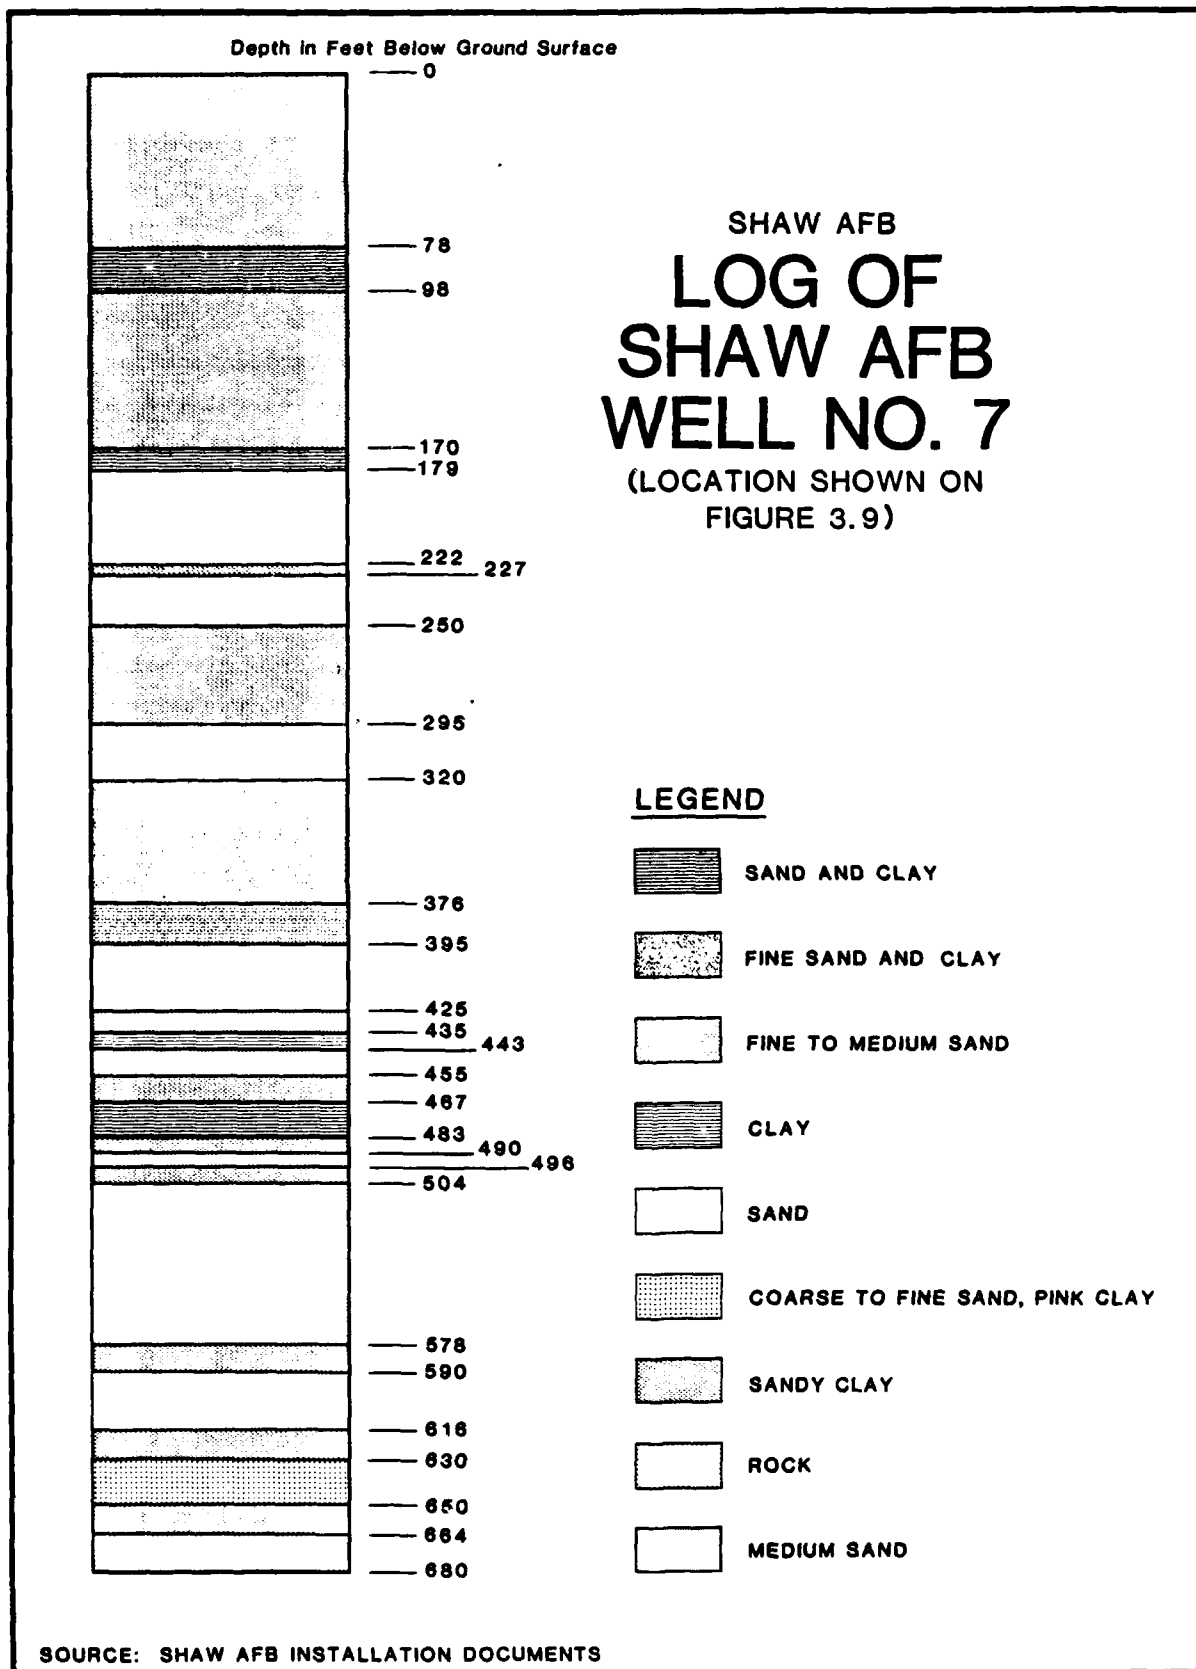 Depth in Feet Below Ground Surface
0
78
98
170
179
222
227
250
295
320
376
395
425
435
443
455
467
483
490
496
504
578
590
616
630
650
664
680
SHAW AFB
LOG OF
SHAW AFB
WELL NO. 7
(LOCATION SHOWN ON
FIGURE 3.9)
LEGEND
SAND AND CLAY
FINE SAND AND CLAY
FINE TO MEDIUM SAND
CLAY
SAND
COARSE TO FINE SAND, PINK CLAY
SANDY CLAY
ROCK
MEDIUM SAND
SOURCE: SHAW AFB INSTALLATION DOCUMENTS